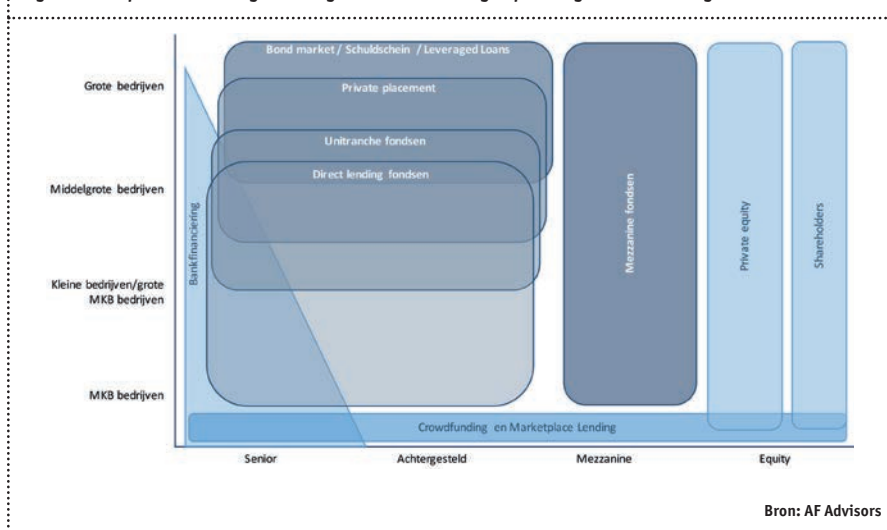 Bond market / Schuldschein / Leveraged Loans
Grote bedrijven
Private placement
Unitranche fondsen
Direct lending fondsen
Middelgrote bedrijven
Bankfinanciering
Mezzanine fondsen
Private equity
Shareholders
Kleine bedrijven/grote
MKB bedrijven
MKB bedrijven
Crowdfunding en Marketplace Lending
Senior
Achtergesteld
Mezzanine
Equity
Bron: AF Advisors